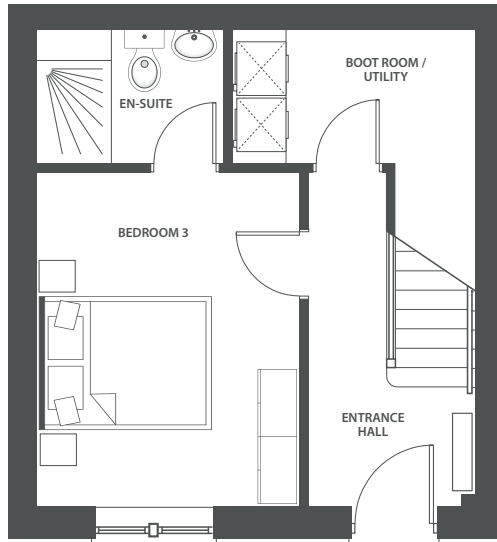 BOOT ROOM /
UTILITY
EN-SUITE
BEDROOM 3
ENTRANCE
HALL